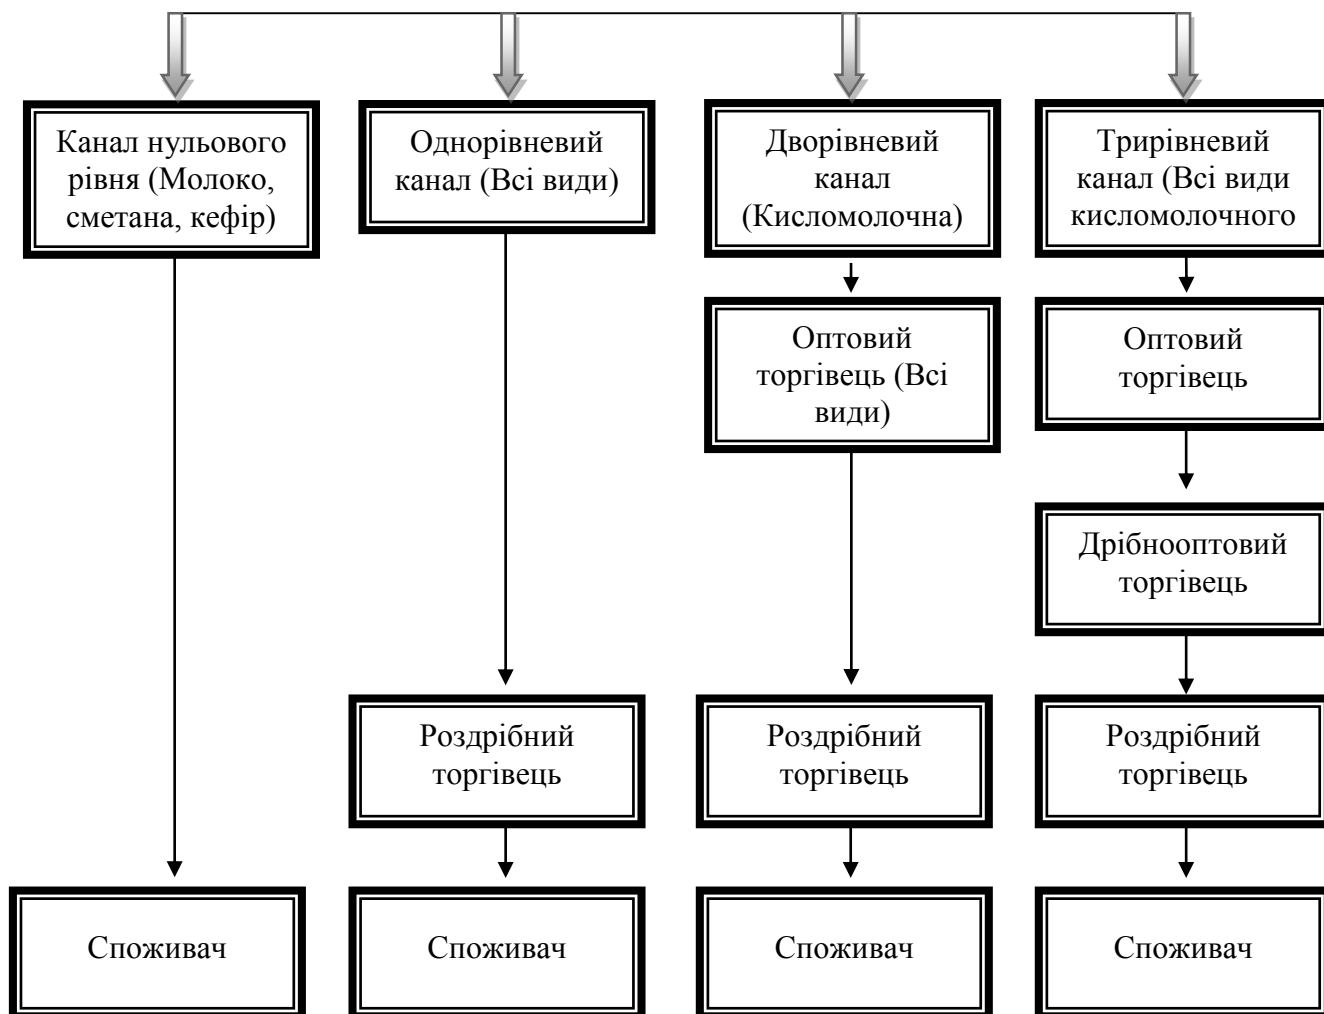 Канал нульового
рівня (Молоко,
сметана, кефір)
Однорівневий
канал (Всі види)
Дворівневий
канал
(Кисломолочна)
Трирівневий
канал (Всі види
кисломолочного
Оптовий
торгівець (Всі
види)
Оптовий
торгівець
Дрібнооптовий
торгівець
Роздрібний
торгівець
Роздрібний
торгівець
Роздрібний
торгівець
Споживач
Споживач
Споживач
Споживач